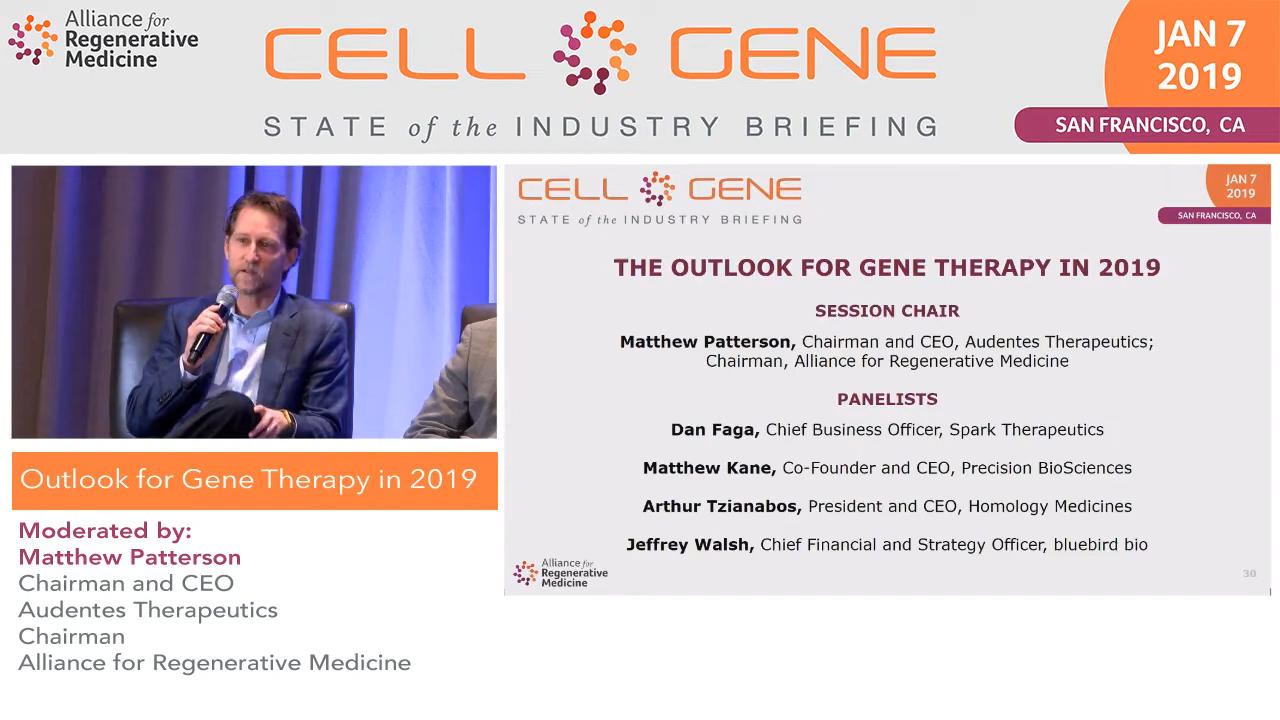 Alliance for
Regenerative
Medicine
CELL GENE
STATE of the INDUSTRY BRIEFING
JAN 7
2019
SAN FRANCISCO, CA
CELL GENE
STATE of the INDUSTRY BRIEFING
JAN 7
2019
SAN FRANCISCO, CA
THE OUTLOOK FOR GENE THERAPY IN 2019
SESSION CHAIR
Matthew Patterson, Chairman and CEO, Audentes Therapeutics;
Chairman, Alliance for Regenerative Medicine
PANELISTS
Dan Faga, Chief Business Officer, Spark Therapeutics
Matthew Kane, Co-Founder and CEO, Precision BioSciences
Arthur Tzianabos, President and CEO, Homology Medicines
Jeffrey Walsh, Chief Financial and Strategy Officer, bluebird bio
Alliance for
Regenerative
Medicine
30
Outlook for Gene Therapy in 2019
Moderated by:
Matthew Patterson
Chairman and CEO
Audentes Therapeutics
Chairman
Alliance for Regenerative Medicine